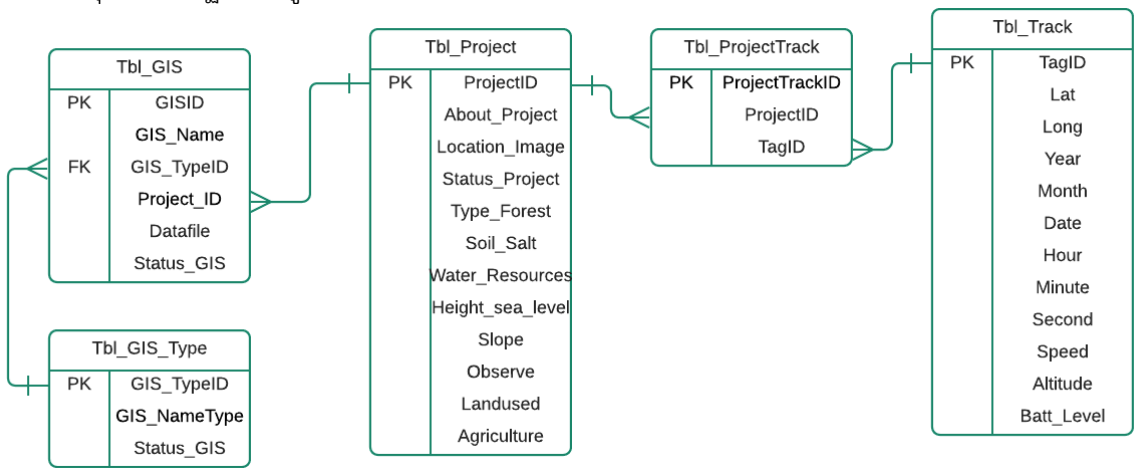 Tbl_GIS
PK GISID
GIS_Name
FK GIS_TypeID
Project_ID
Datafile
Status_GIS
Tbl_GIS_Type
PK GIS_TypeID
GIS_NameType
Status_GIS
Tbl_Project
PK ProjectID
About_Project
Location_Image
Status_Project
Type_Forest
Soil_Salt
Water_Resources
Height_sea_level
Slope
Observe
Landused
Agriculture
Tbl_ProjectTrack
PK ProjectTrackID
ProjectID
TagID
Tbl_Track
PK TagID
Lat
Long
Year
Month
Date
Hour
Minute
Second
Speed
Altitude
Batt_Level